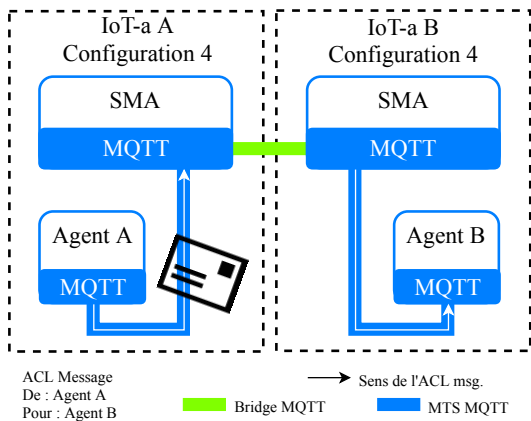 IoT-a A
Configuration 4
SMA
MQTT
Agent A
MQTT
IoT-a B
Configuration 4
SMA
MQTT
Agent B
MQTT
ACL Message
De : Agent A
Pour : Agent B
Sens de l'ACL msg.
Bridge MQTT
MTS MQTT